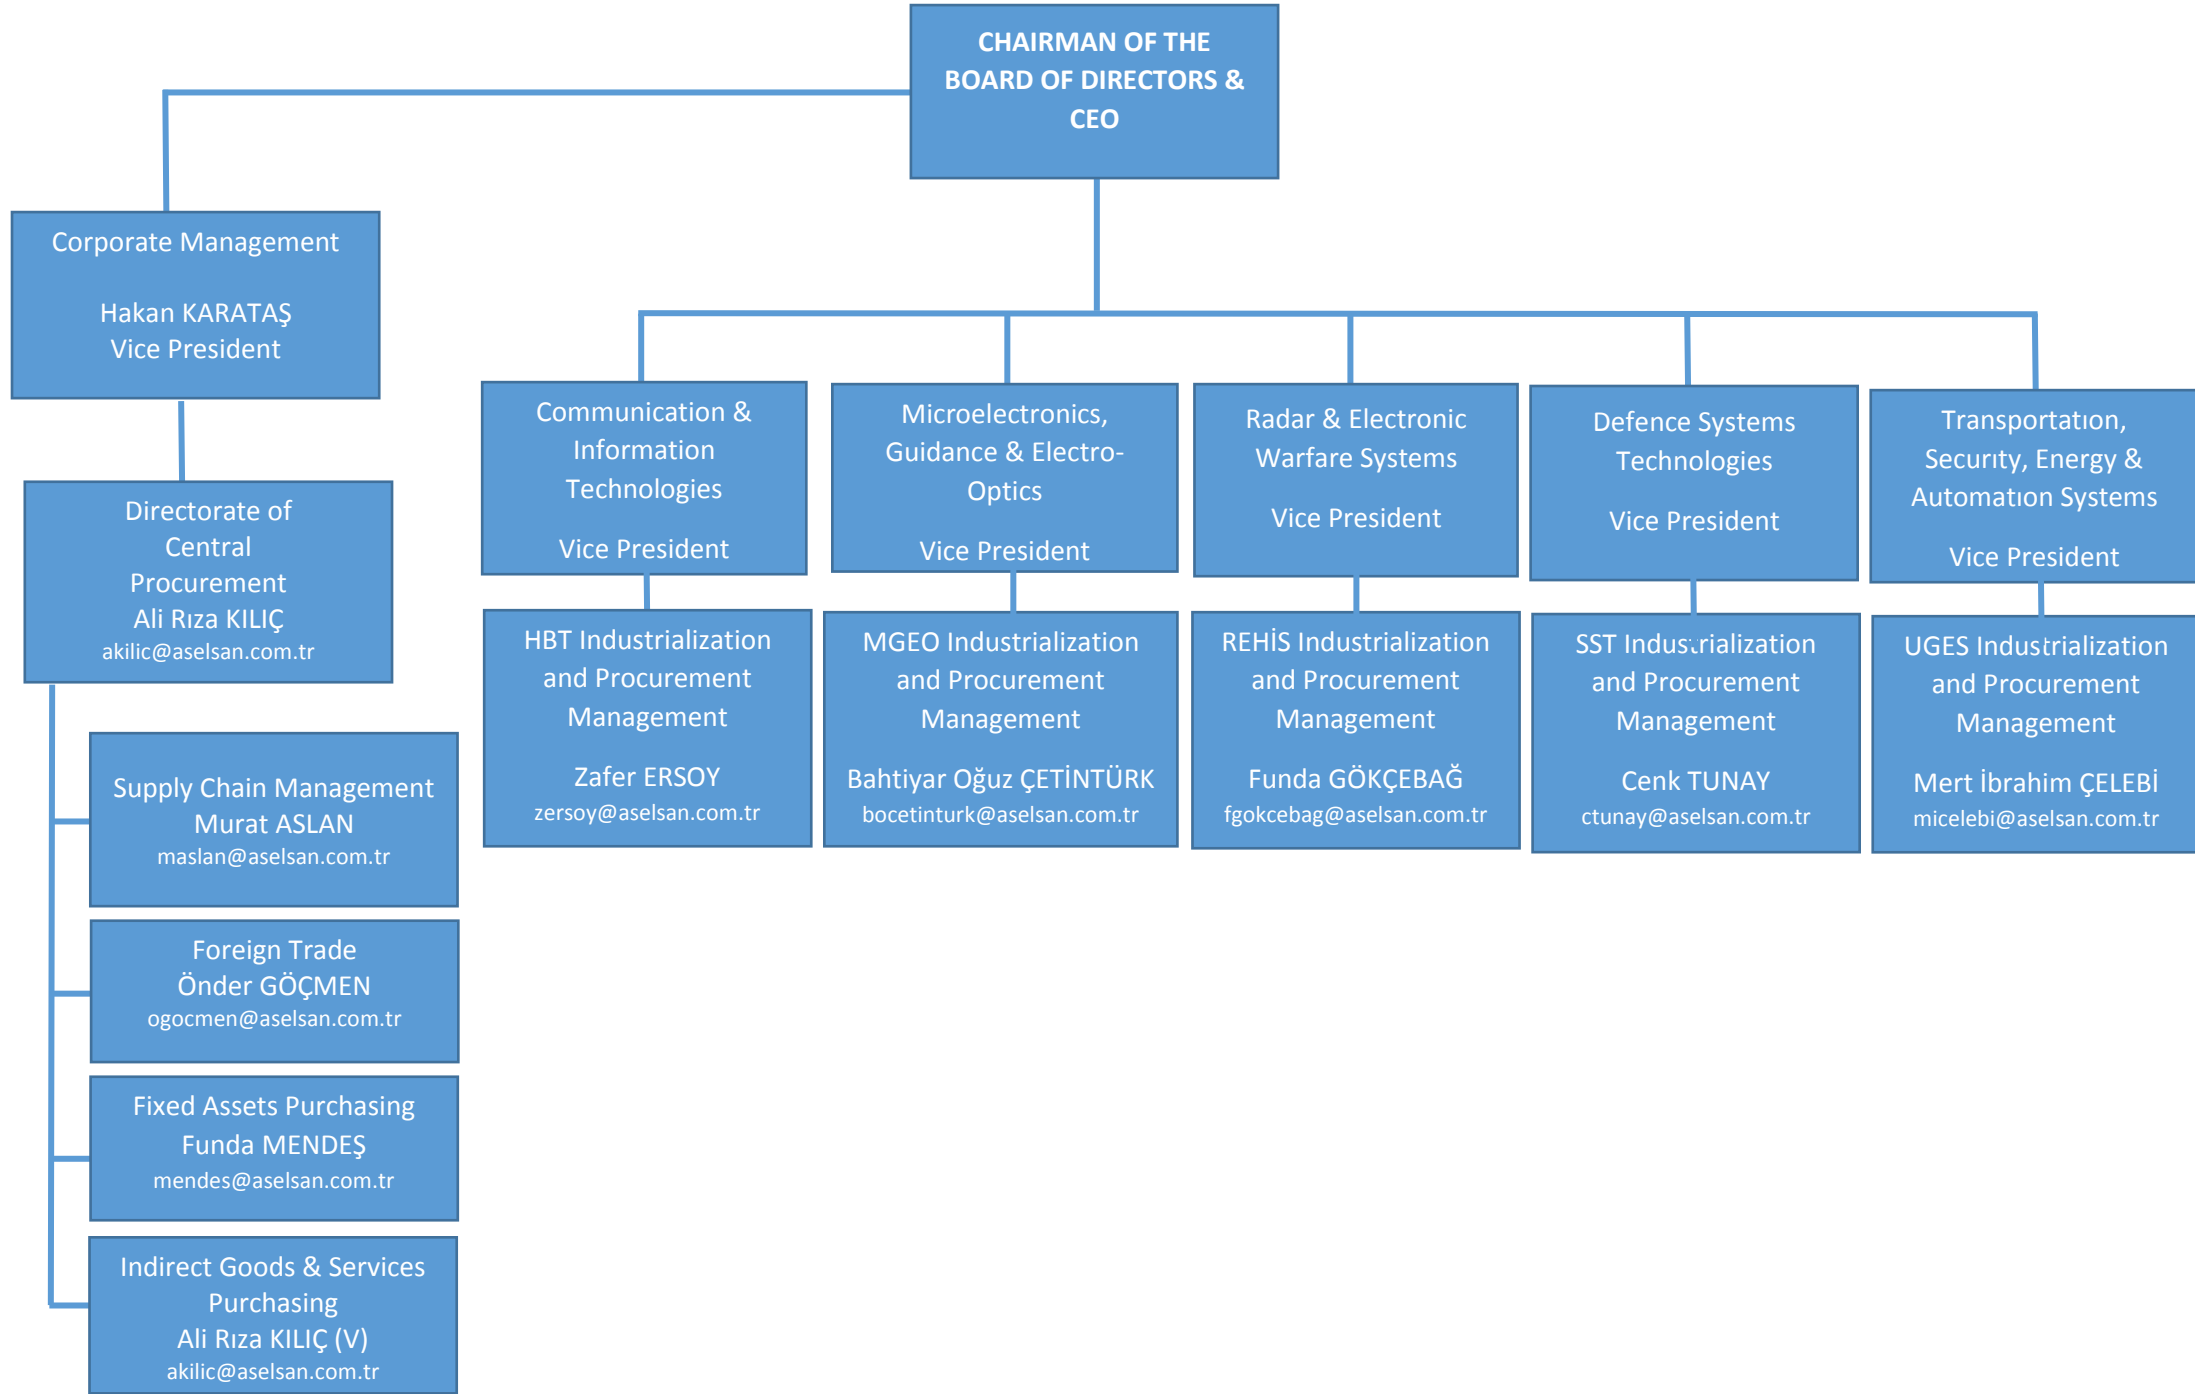 CHAIRMAN OF THE
BOARD OF DIRECTORS &
CEO
Corporate Management
Hakan KARATAŞ
Vice President
Directorate of
Central
Procurement
Ali Rıza KILIÇ
akilic@aselsan.com.tr
Supply Chain Management
Murat ASLAN
maslan@aselsan.com.tr
Foreign Trade
Önder GÖÇMEN
ogocmen@aselsan.com.tr
Fixed Assets Purchasing
Funda MENDEŞ
mendes@aselsan.com.tr
Indirect Goods & Services
Purchasing
Ali Rıza KILIÇ (V)
akilic@aselsan.com.tr
Communication &
Information
Technologies
Vice President
HBT Industrialization
and Procurement
Management
Zafer ERSOY
zersoy@aselsan.com.tr
Microelectronics,
Guidance & Electro-
Optics
Vice President
MGEO Industrialization
and Procurement
Management
Bahtiyar Oğuz ÇETİNTÜRK
bocetinturk@aselsan.com.tr
Radar & Electronic
Warfare Systems
Vice President
REHİS Industrialization
and Procurement
Management
Funda GÖKÇEBAĞ
fgokcebag@aselsan.com.tr
Defence Systems
Technologies
Vice President
SST Industrialization
and Procurement
Management
Cenk TUNAY
ctunay@aselsan.com.tr
Transportatıon,
Securıty, Energy &
Automatıon Systems
Vice President
UGES Industrialization
and Procurement
Management
Mert İbrahim ÇELEBİ
micelebi@aselsan.com.tr